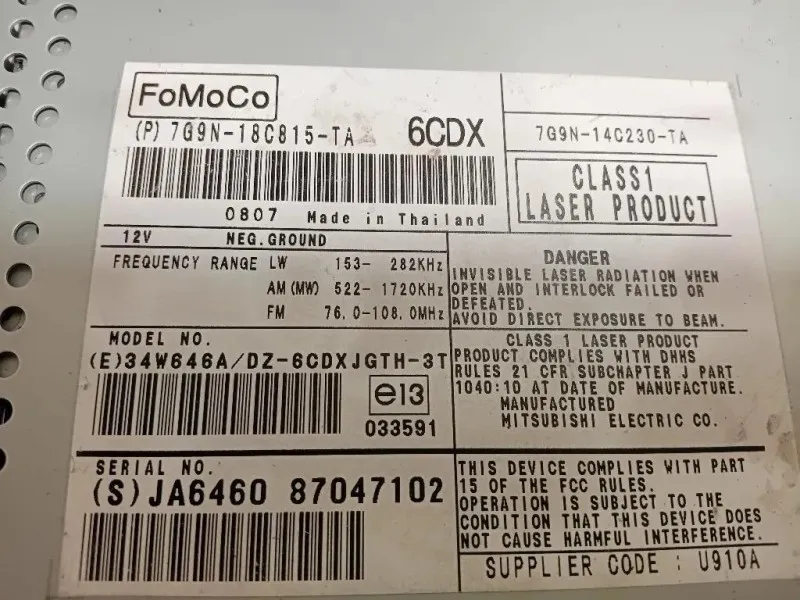 FoMoCo
(P) 7G9N-18C815-TA 6CDX
0807 Made in Thailand
7G9N-14C230-TA
CLASS1
LASER PRODUCT
12V NEG.GROUND
FREQUENCY RANGE LW 153- 282KHz
AM(MW) 522- 1720KHz
FM 76.0-108.0MHz
DANGER
INVISIBLE LASER RADIATION WHEN
OPEN AND INTERLOCK FAILED OR
DEFEATED.
AVOID DIRECT EXPOSURE TO BEAM.
MODEL NO.
(E)34W646A/DZ-6CDXJGTH-3T
e13
033591
CLASS 1 LASER PRODUCT
PRODUCT COMPLIES WITH DHHS
RULES 21 CFR SUBCHAPTER J PART
1040:10 AT DATE OF MANUFACTURE.
MANUFACTURED
MITSUBISHI ELECTRIC CO.
SERIAL NO.
(S)JA6460 87047102
THIS DEVICE COMPLIES WITH PART
15 OF THE FCC RULES.
OPERATION IS SUBJECT TO THE
CONDITION THAT THIS DEVICE DOES
NOT CAUSE HARMFUL INTERFERENCE.
SUPPLIER CODE : U910A